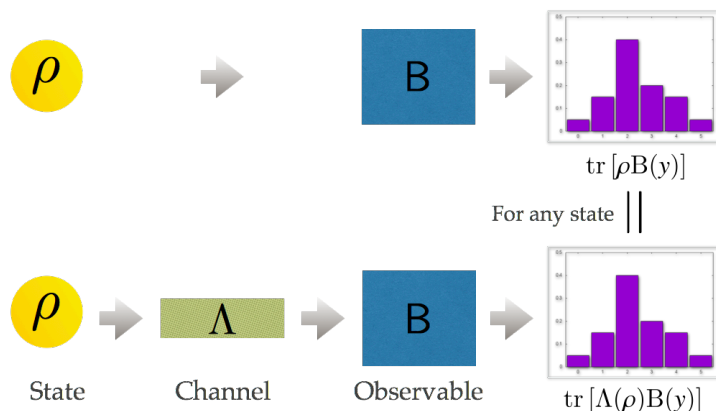 ρ
B
tr [ρB(y)]
For any state ||
ρ
Λ
B
State
Channel
Observable
tr [Λ(ρ)B(y)]